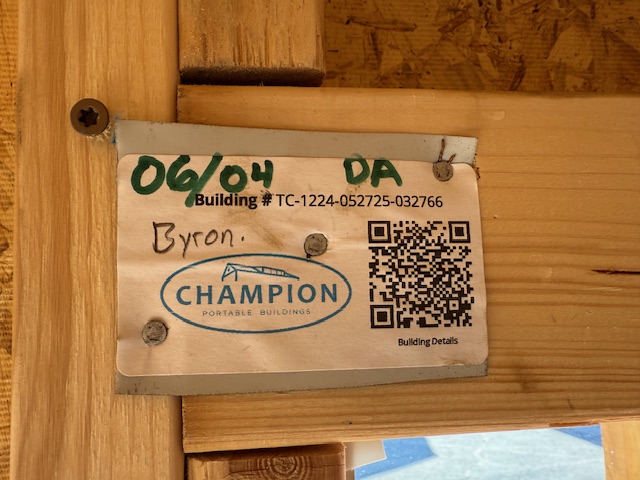 06/04 DA
Building # TC-1224-052725-032766
Byron.
CHAMPION
PORTABLE BUILDINGS
Building Details